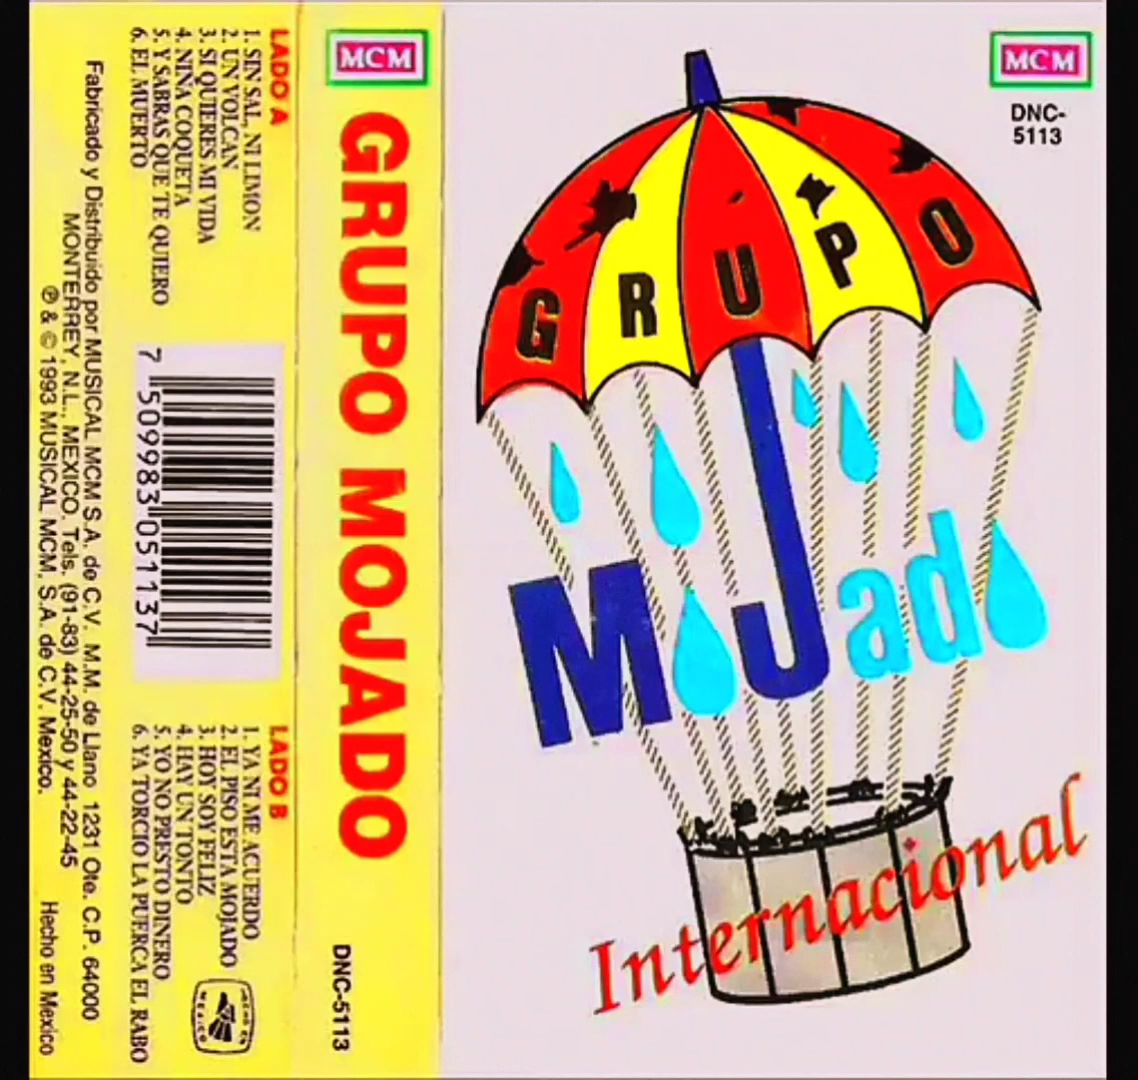 LADO A
1. SIN SAL, NI LIMON
2. UN VOLCAN
3. SI QUIERES MI VIDA
4. NIÑA COQUETA
5. Y SABRAS QUE TE QUIERO
6. EL MUERTO
7 509983 051137
LADO B
1. YA NI ME ACUERDO
2. EL PISO ESTA MOJADO
3. HOY SOY FELIZ
4. HAY UN TONTO
5. YO NO PRESTO DINERO
6. YA TORCIO LA PUERCA EL RABO
HECHO EN MEXICO
Fabricado y Distribuido por MUSICAL MCM S.A. de C.V. M.M. de Llano 1231 Ote. C.P. 64000
MONTERREY, N.L., MEXICO, Tels. (91-83) 44-25-50 y 44-22-45
℗ & © 1993 MUSICAL MCM, S.A. de C.V. Mexico.
Hecho en Mexico
MCM
GRUPO MOJADO
DNC-5113
MCM
DNC-
5113
GRUPO
MOJado
Internacional